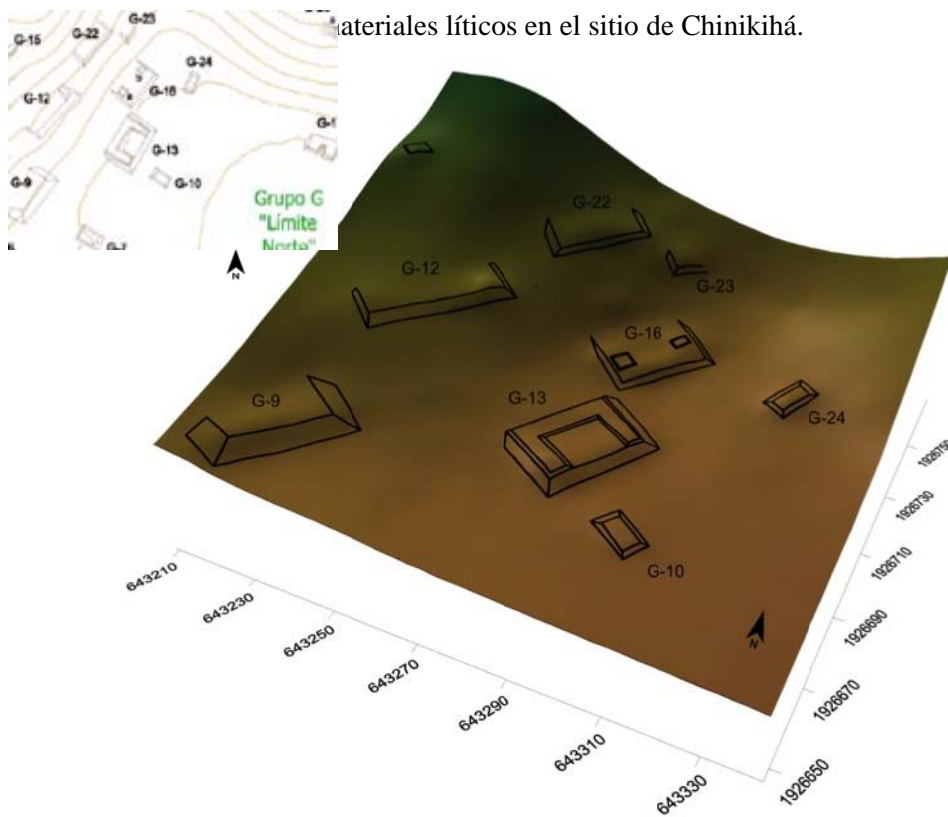 ateriales líticos en el sitio de Chinikihá.
G-23
G-15
G-22
G-24
G-12
G-16
G-13
G-9
G-10
Grupo G
"Límite
Norte"
N
G-22
G-12
G-23
G-16
G-9
G-13
G-24
G-10
N
643210
643230
643250
643270
643290
643310
643330
1926650
1926670
1926690
1926710
1926730
1926750